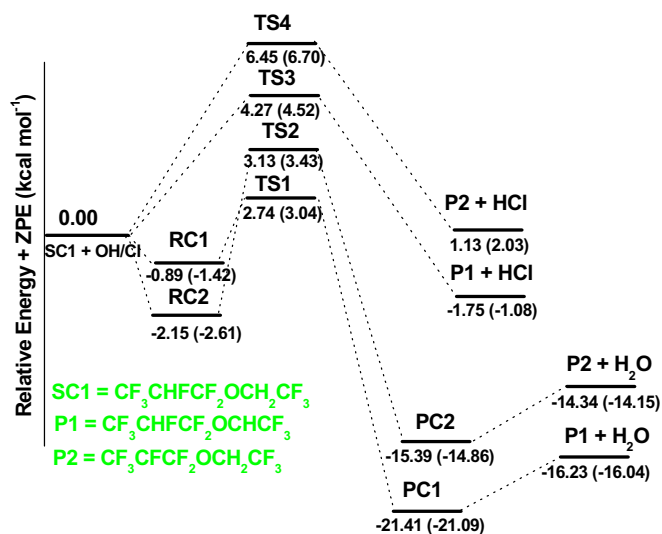 TS4
6.45 (6.70)
TS3
4.27 (4.52)
TS2
3.13 (3.43)
TS1
2.74 (3.04)
Relative Energy + ZPE (kcal mol⁻¹)
0.00
SC1 + OH/Cl
RC1
-0.89 (-1.42)
RC2
-2.15 (-2.61)
P2 + HCl
1.13 (2.03)
P1 + HCl
-1.75 (-1.08)
SC1 = CF₃CHFCF₂OCH₂CF₃
P1 = CF₃CHFCF₂OCHCF₃
P2 = CF₃CFCF₂OCH₂CF₃
P2 + H₂O
-14.34 (-14.15)
PC2
-15.39 (-14.86)
P1 + H₂O
-16.23 (-16.04)
PC1
-21.41 (-21.09)